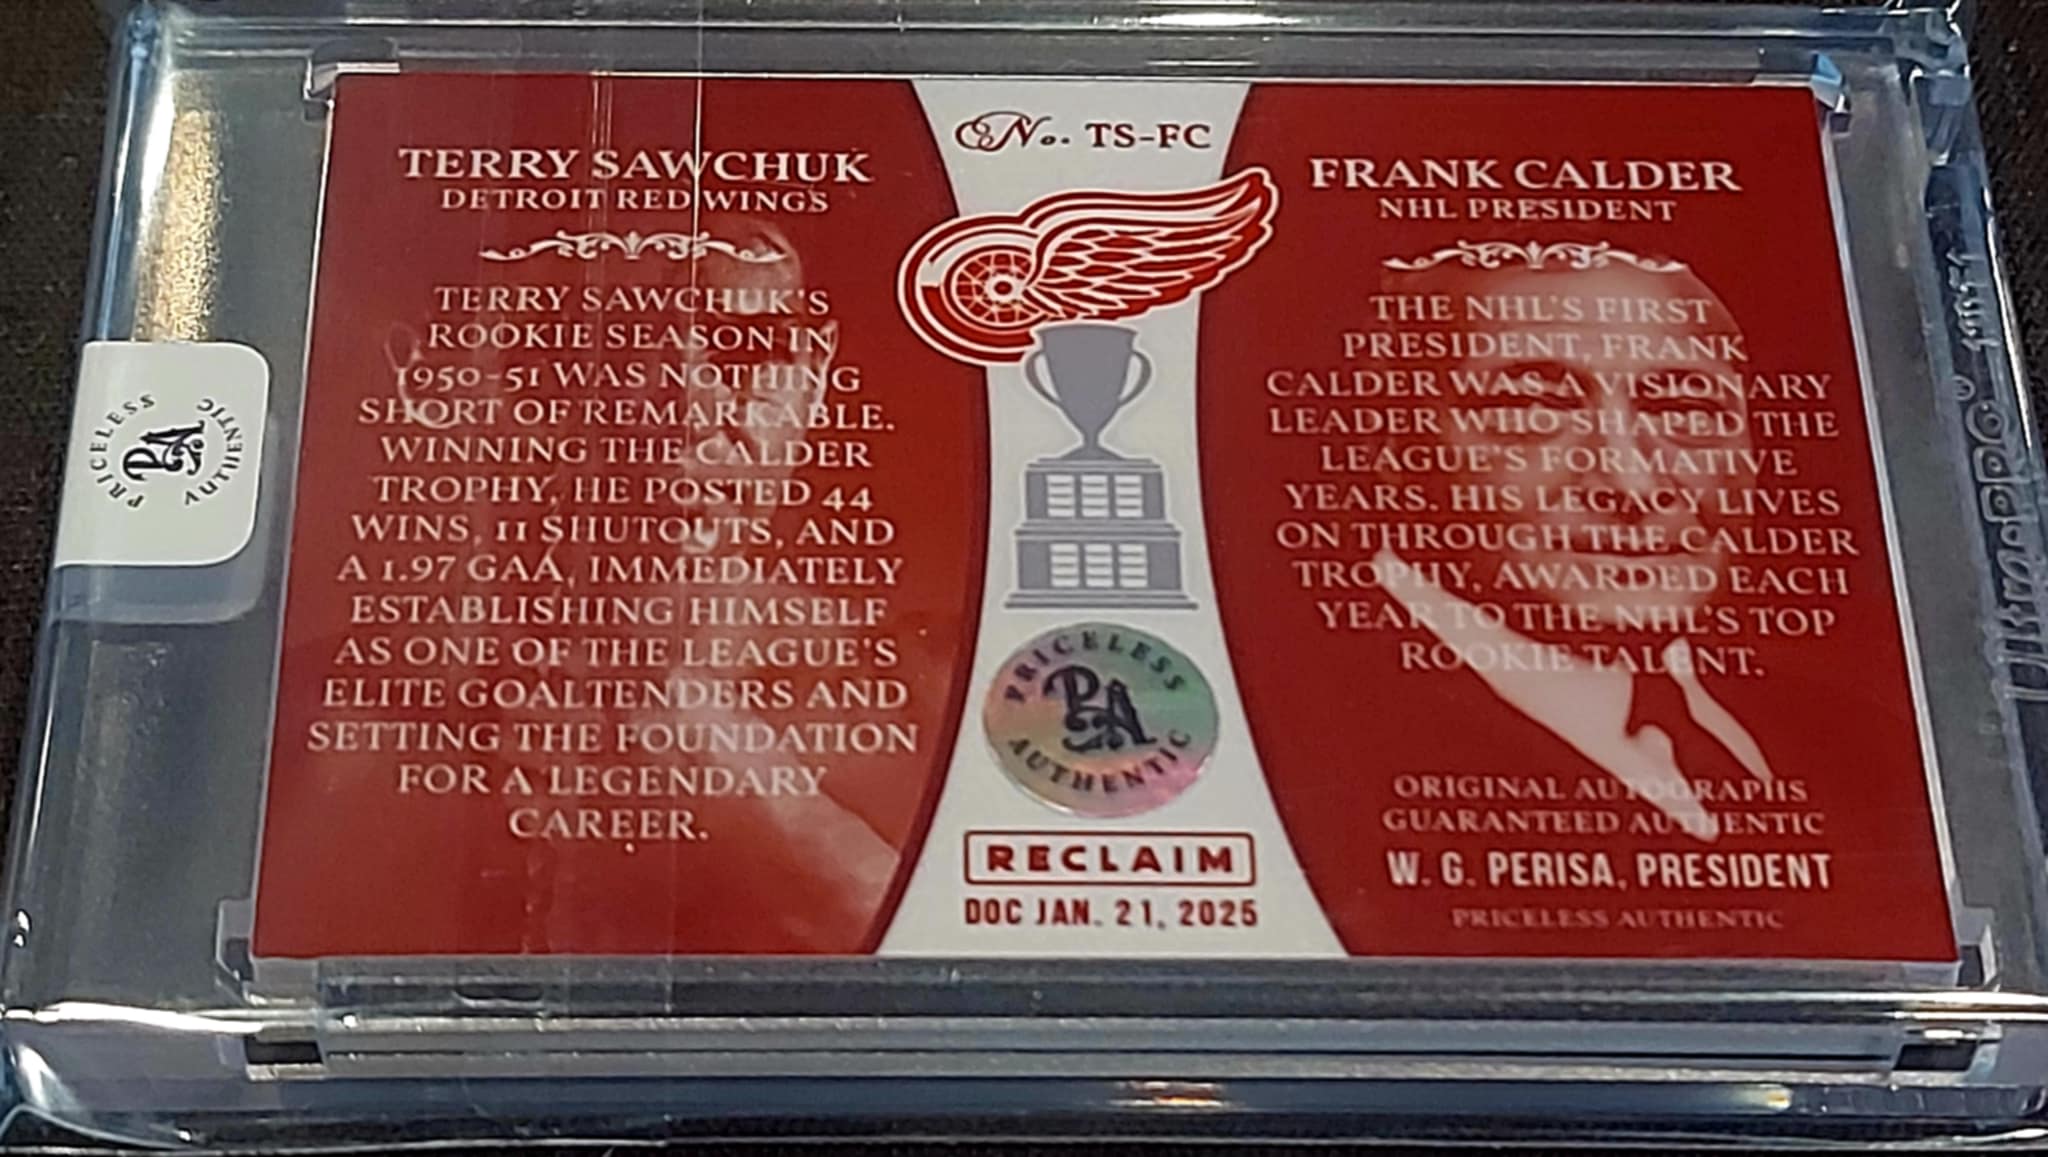 No. TS-FC
TERRY SAWCHUK
DETROIT RED WINGS
TERRY SAWCHUK'S
ROOKIE SEASON IN
1950-51 WAS NOTHING
SHORT OF REMARKABLE.
WINNING THE CALDER
TROPHY, HE POSTED 44
WINS, 11 SHUTOUTS, AND
A 1.97 GAA, IMMEDIATELY
ESTABLISHING HIMSELF
AS ONE OF THE LEAGUE'S
ELITE GOALTENDERS AND
SETTING THE FOUNDATION
FOR A LEGENDARY
CAREER.
FRANK CALDER
NHL PRESIDENT
THE NHL'S FIRST
PRESIDENT, FRANK
CALDER WAS A VISIONARY
LEADER WHO SHAPED THE
LEAGUE'S FORMATIVE
YEARS. HIS LEGACY LIVES
ON THROUGH THE CALDER
TROPHY, AWARDED EACH
YEAR TO THE NHL'S TOP
ROOKIE TALENT.
ORIGINAL AUTOGRAPHS
GUARANTEED AUTHENTIC
W. G. PERISA, PRESIDENT
PRICELESS AUTHENTIC
PRICELESS
PA
AUTHENTIC
RECLAIM
DOC JAN. 21, 2025
PRICELESS
PA
AUTHENTIC